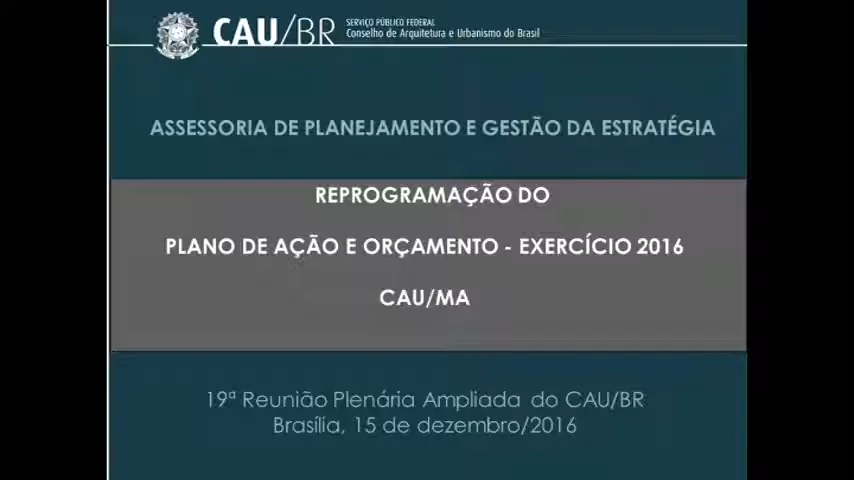 CAU/BR
SERVIÇO PÚBLICO FEDERAL
Conselho de Arquitetura e Urbanismo do Brasil
ASSESSORIA DE PLANEJAMENTO E GESTÃO DA ESTRATÉGIA
REPROGRAMAÇÃO DO
PLANO DE AÇÃO E ORÇAMENTO - EXERCÍCIO 2016
CAU/MA
19ª Reunião Plenária Ampliada do CAU/BR
Brasília, 15 de dezembro/2016